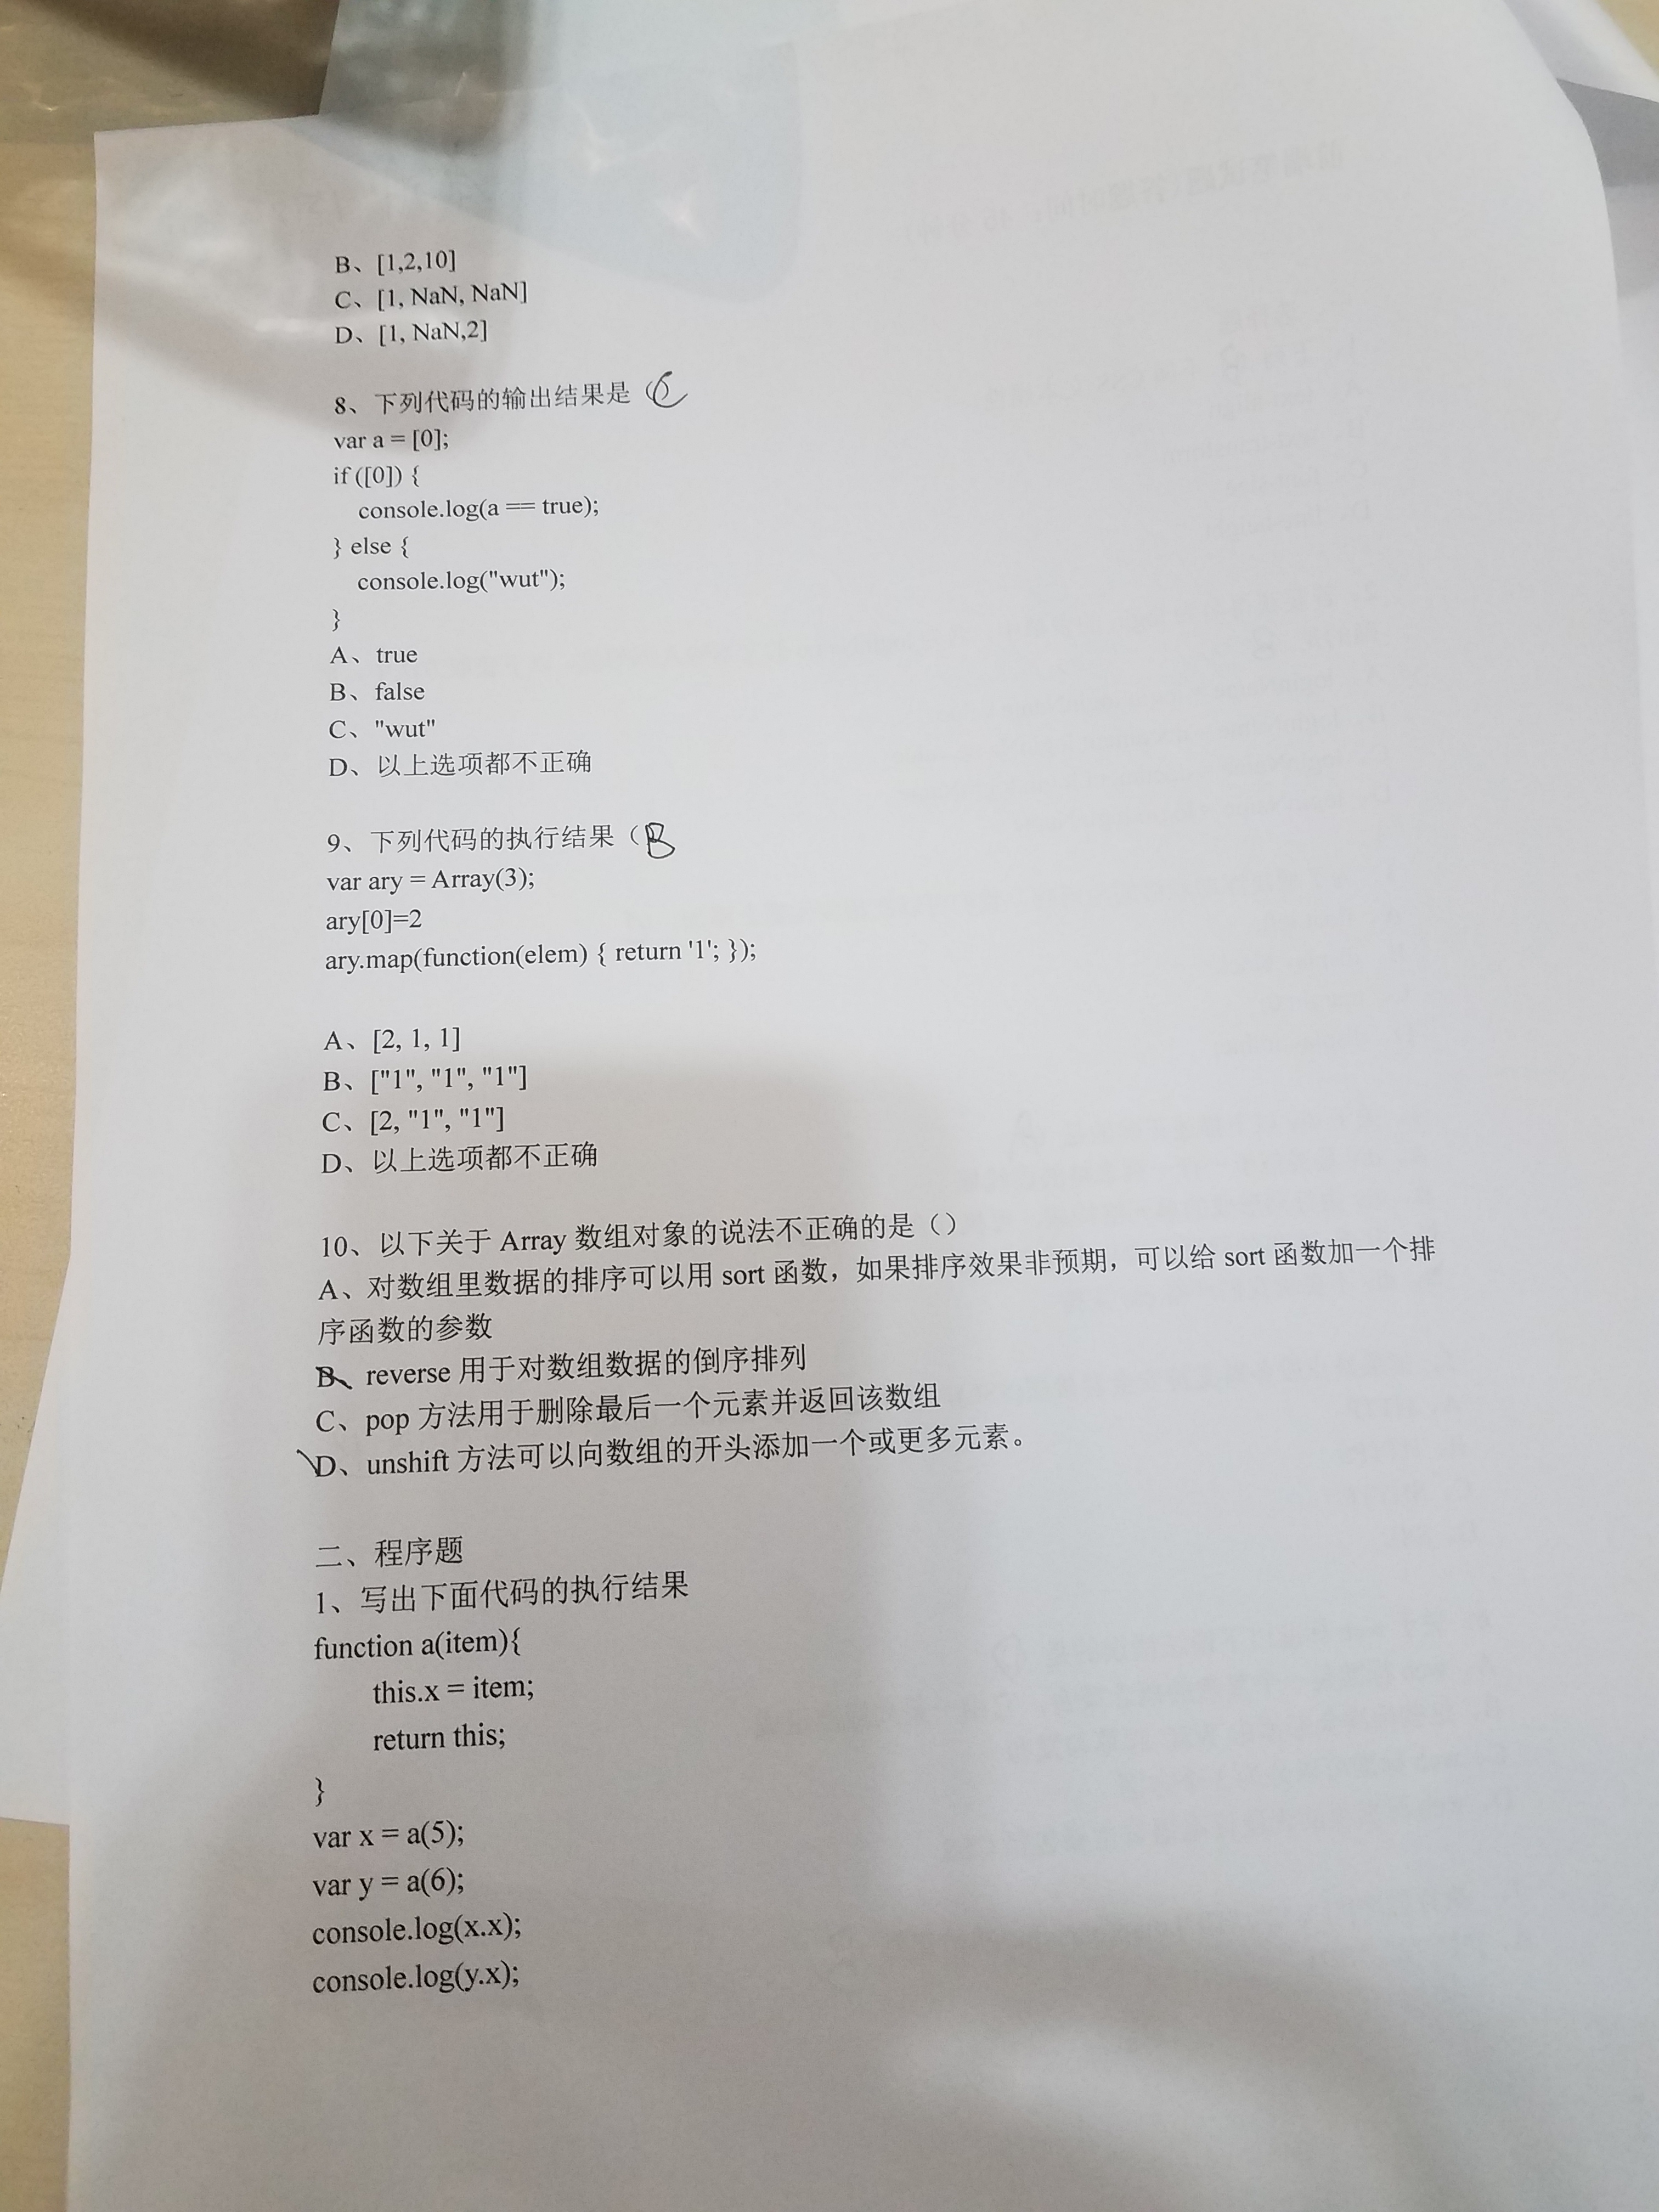 B、[1,2,10]
C、[1, NaN, NaN]
D、[1, NaN,2]
8、下列代码的输出结果是（C
var a = [0];
if ([0]) {
console.log(a == true);
} else {
console.log("wut");
}
A、true
B、false
C、"wut"
D、以上选项都不正确
9、下列代码的执行结果（B
var ary = Array(3);
ary[0]=2
ary.map(function(elem) { return '1'; });
A、[2, 1, 1]
B、["1", "1", "1"]
C、[2, "1", "1"]
D、以上选项都不正确
10、以下关于 Array 数组对象的说法不正确的是（）
A、对数组里数据的排序可以用 sort 函数，如果排序效果非预期，可以给 sort 函数加一个排
序函数的参数
B、reverse 用于对数组数据的倒序排列
C、pop 方法用于删除最后一个元素并返回该数组
D、unshift 方法可以向数组的开头添加一个或更多元素。
二、程序题
1、写出下面代码的执行结果
function a(item){
this.x = item;
return this;
}
var x = a(5);
var y = a(6);
console.log(x.x);
console.log(y.x);